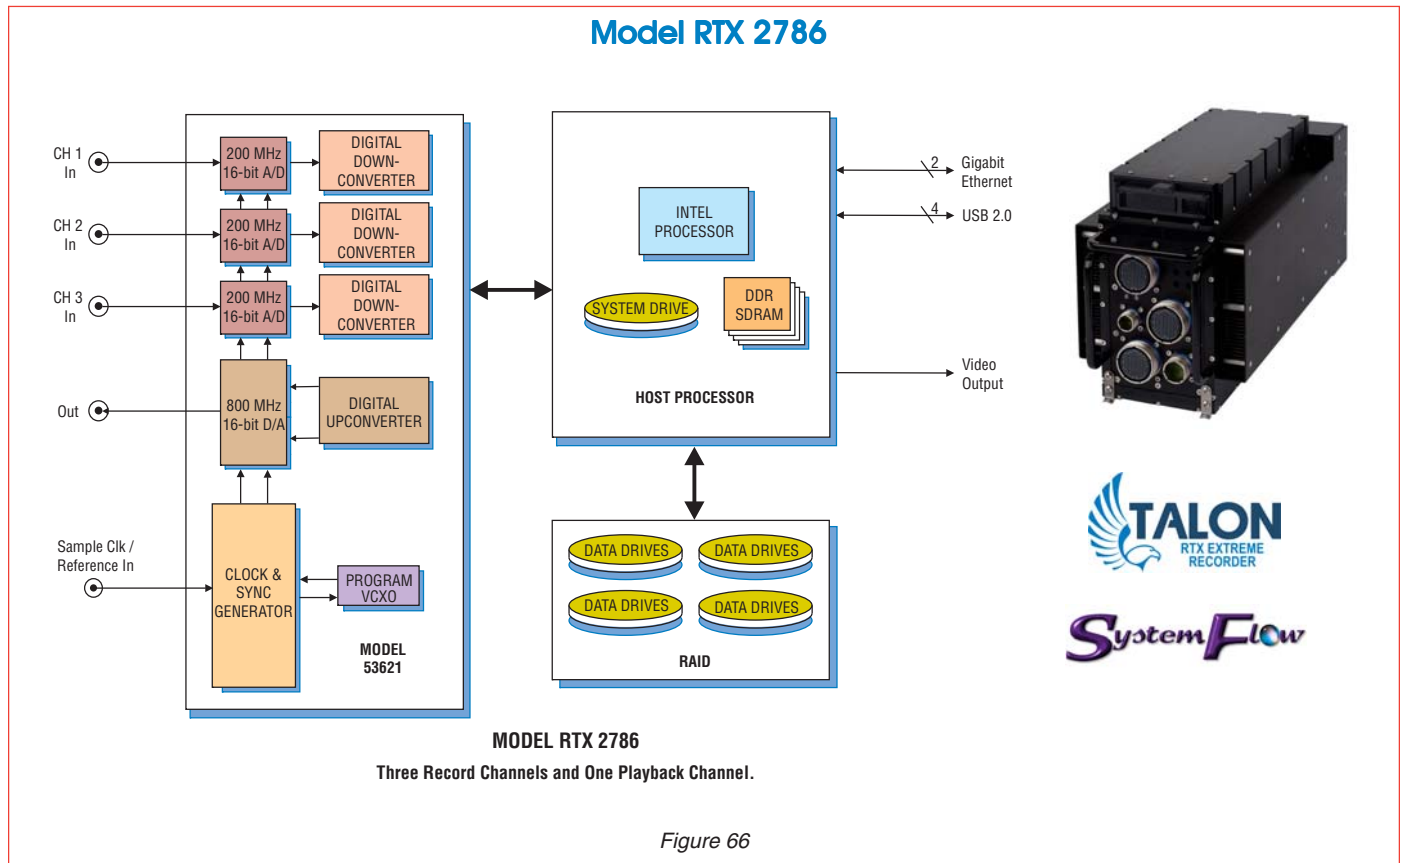 Model RTX 2786
CH 1
In
200 MHz
16-bit A/D
DIGITAL
DOWN-
CONVERTER
CH 2
In
200 MHz
16-bit A/D
DIGITAL
DOWN-
CONVERTER
CH 3
In
200 MHz
16-bit A/D
DIGITAL
DOWN-
CONVERTER
Out
800 MHz
16-bit D/A
DIGITAL
UPCONVERTER
Sample Clk /
Reference In
CLOCK &
SYNC
GENERATOR
PROGRAM
VCXO
MODEL
53621
INTEL
PROCESSOR
SYSTEM DRIVE
DDR
SDRAM
HOST PROCESSOR
2
Gigabit
Ethernet
4
USB 2.0
Video
Output
DATA DRIVES
DATA DRIVES
DATA DRIVES
DATA DRIVES
RAID
TALON
RTX EXTREME
RECORDER
SystemFlow
MODEL RTX 2786
Three Record Channels and One Playback Channel.
Figure 66